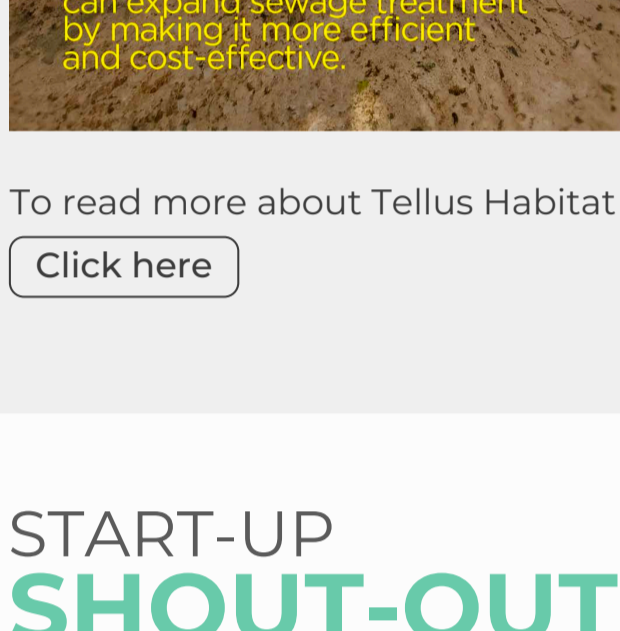 can expand sewage treatment
by making it more efficient
and cost-effective.
To read more about Tellus Habitat
Click here
START-UP
SHOUT-OUT